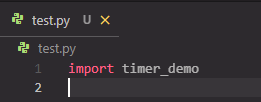 test.py U ×
test.py
1 import timer_demo
2